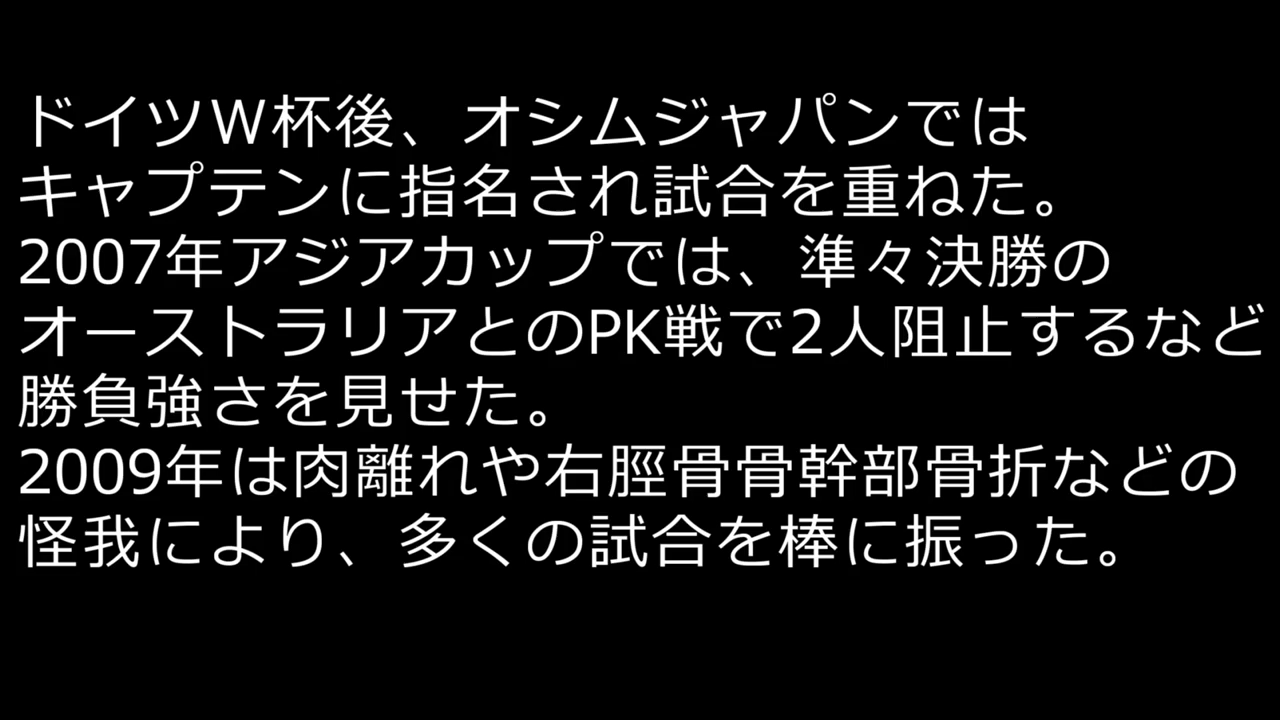 ドイツW杯後、オシムジャパンでは
キャプテンに指名され試合を重ねた。
2007年アジアカップでは、準々決勝の
オーストラリアとのPK戦で2人阻止するなど
勝負強さを見せた。
2009年は肉離れや右脛骨骨幹部骨折などの
怪我により、多くの試合を棒に振った。